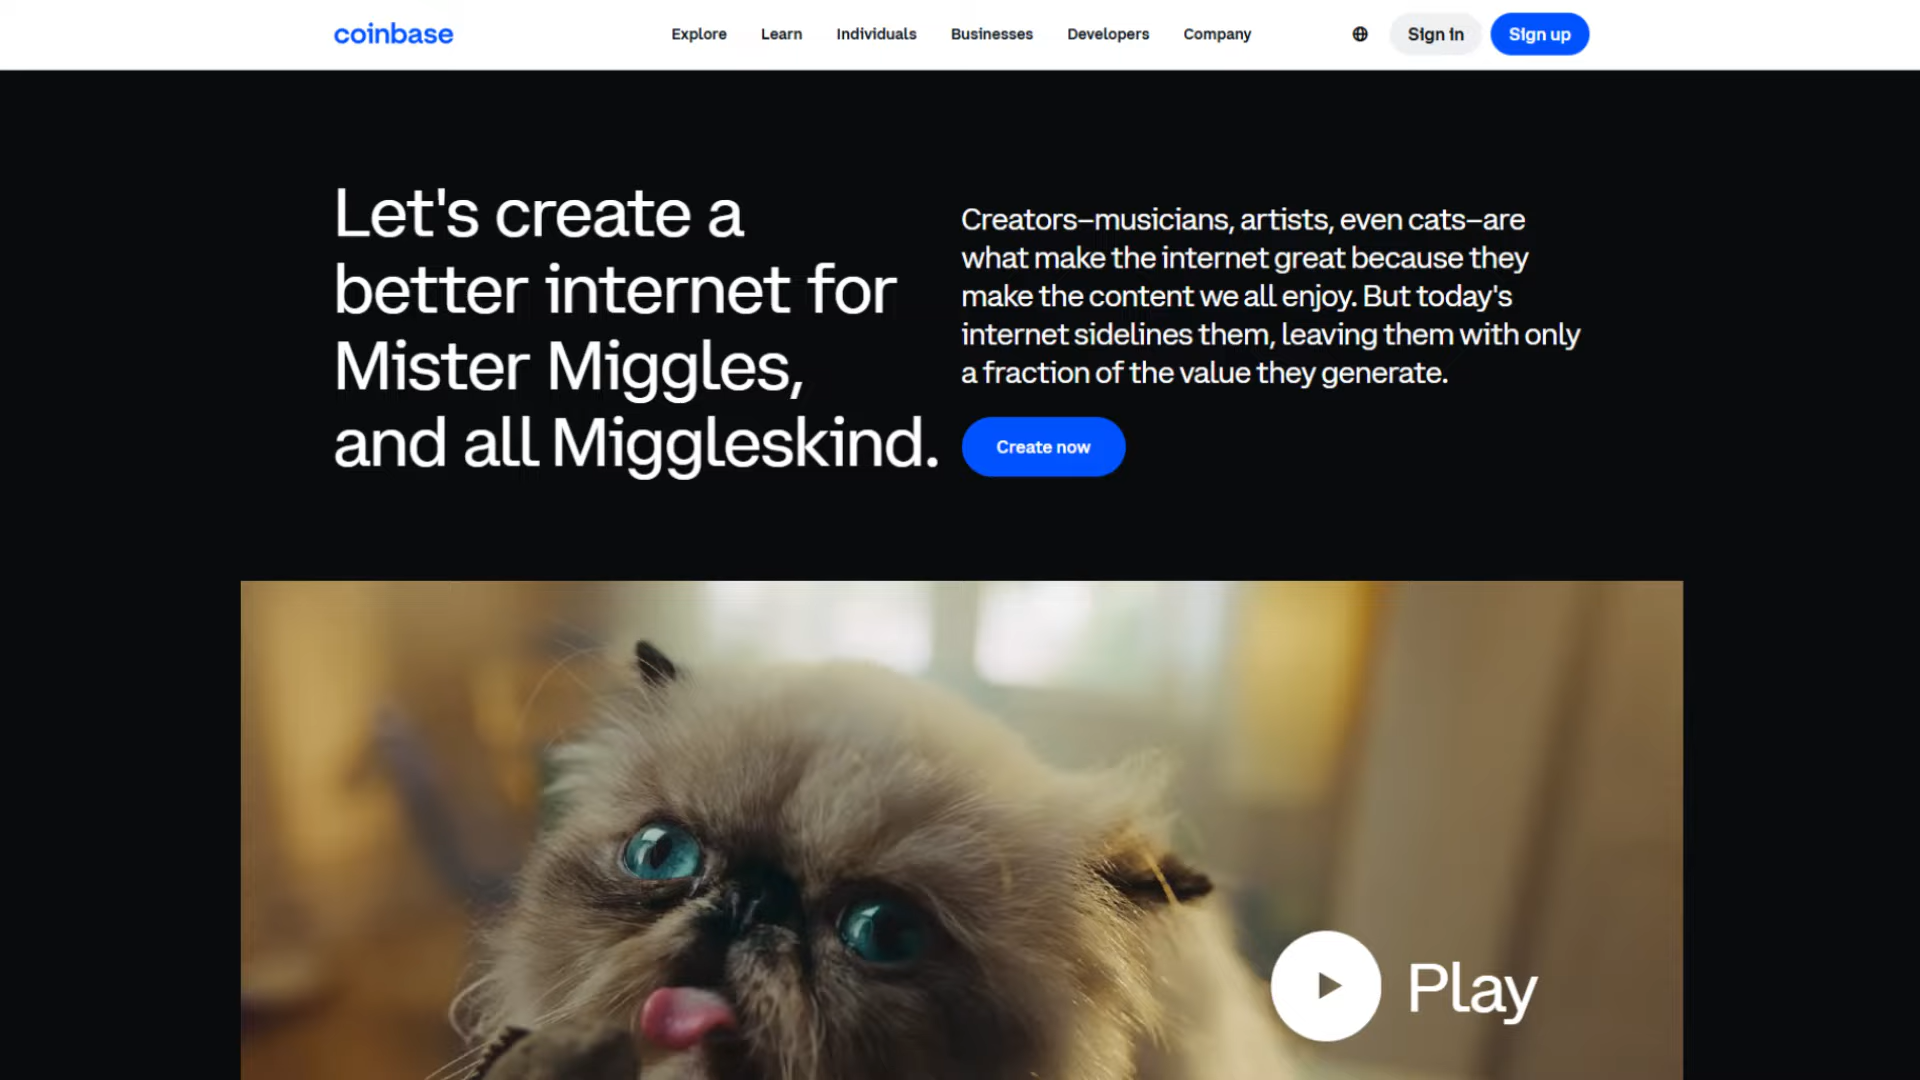 coinbase
Explore
Learn
Individuals
Businesses
Developers
Company
Sign in
Sign up
Let's create a
better internet for
Mister Miggles,
and all Miggleskind.
Creators–musicians, artists, even cats–are
what make the internet great because they
make the content we all enjoy. But today's
internet sidelines them, leaving them with only
a fraction of the value they generate.
Create now
Play